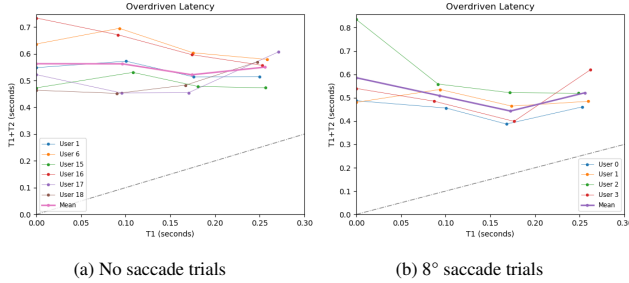 Overdriven Latency
T1+T2 (seconds)
0.7
0.6
0.5
0.4
0.3
0.2
0.1
0.0
User 1
User 6
User 15
User 16
User 17
User 18
Mean
0.00 0.05 0.10 0.15 0.20 0.25 0.30
T1 (seconds)
(a) No saccade trials
Overdriven Latency
T1+T2 (seconds)
0.8
0.7
0.6
0.5
0.4
0.3
0.2
0.1
0.0
User 0
User 1
User 2
User 3
Mean
0.00 0.05 0.10 0.15 0.20 0.25 0.30
T1 (seconds)
(b) 8° saccade trials